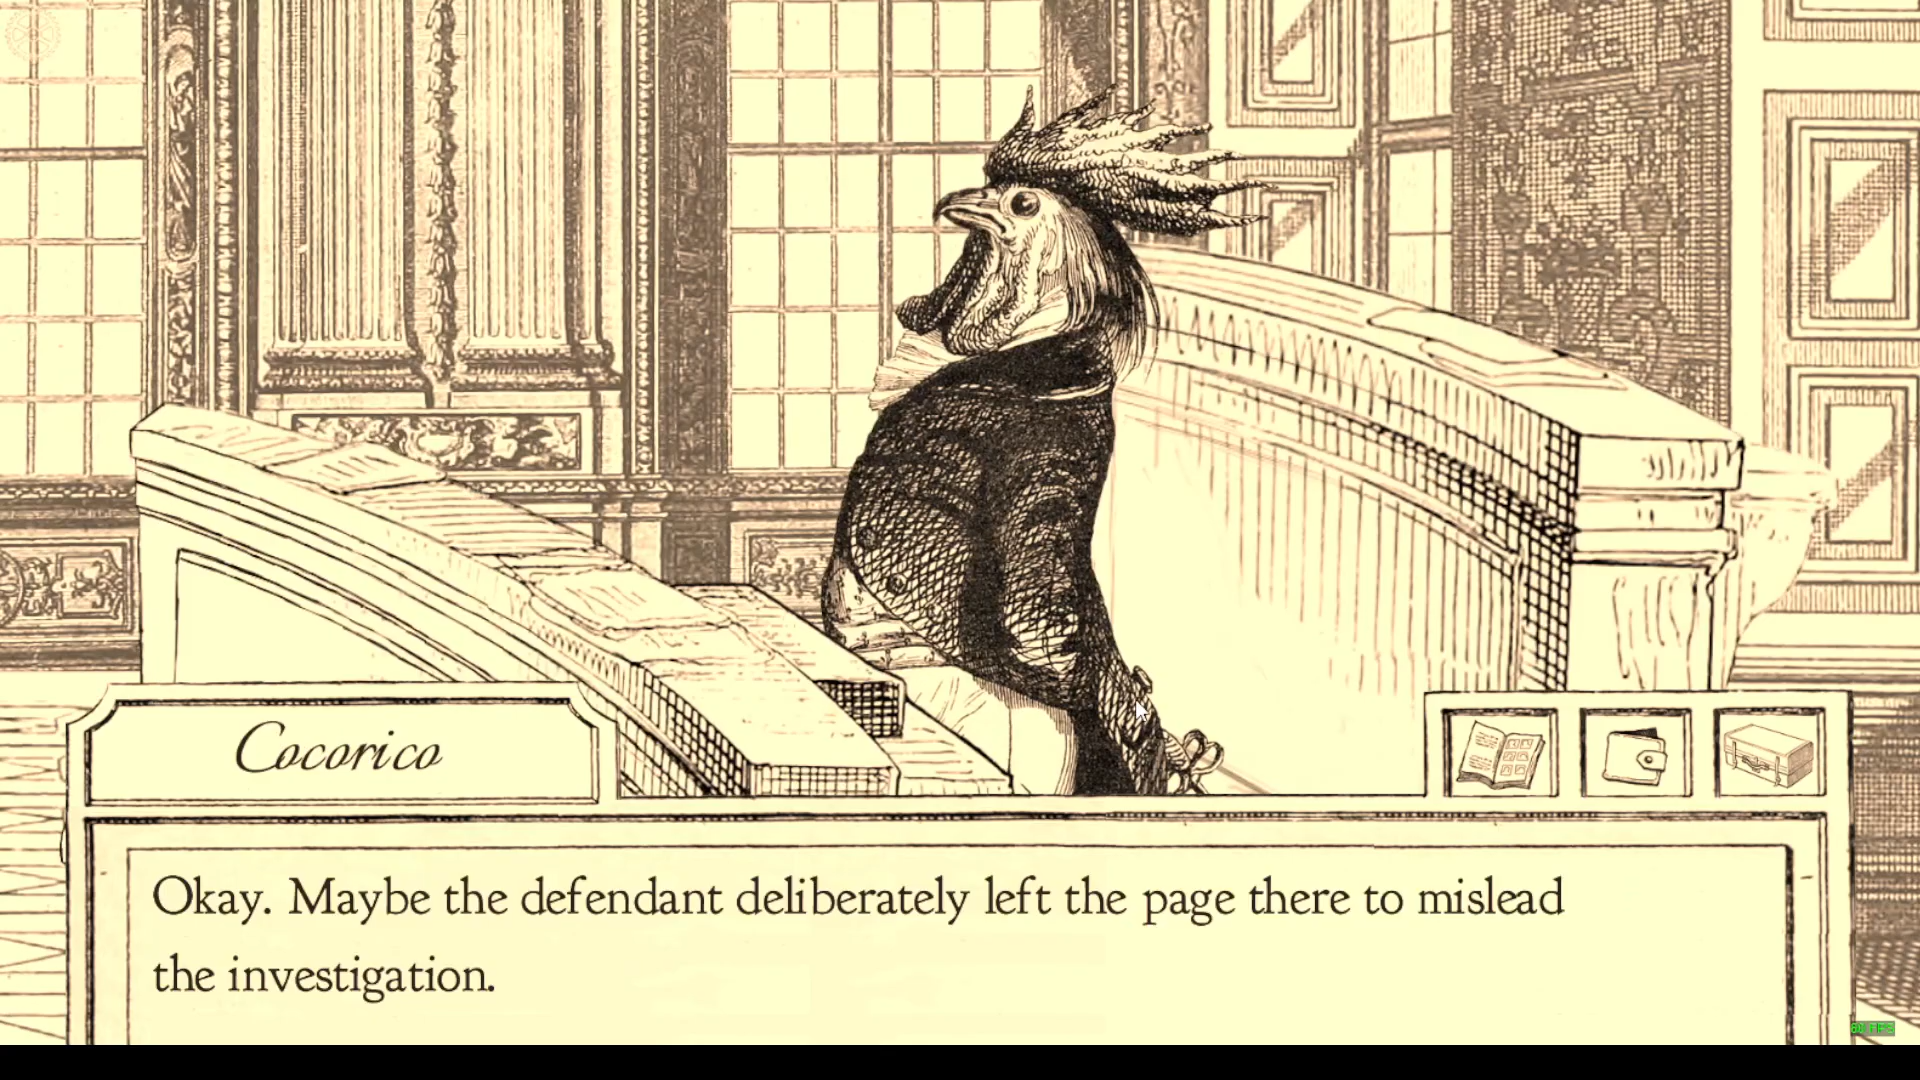 Cocorico
Okay. Maybe the defendant deliberately left the page there to mislead
the investigation.